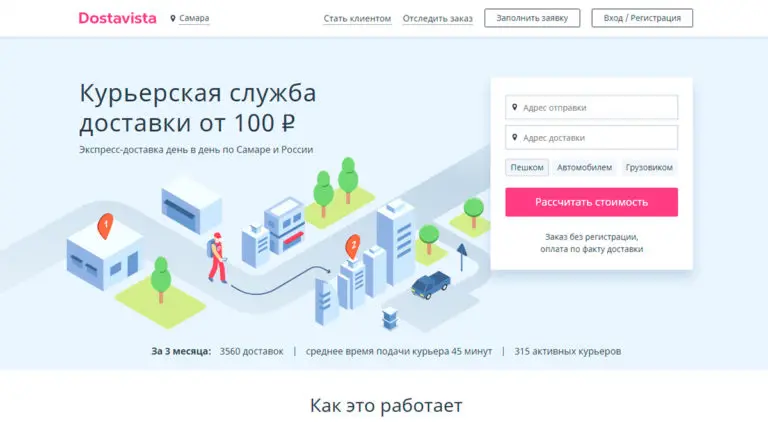 Dostavista
Самара
Стать клиентом
Отследить заказ
Заполнить заявку
Вход / Регистрация
Курьерская служба
доставки от 100 ₽
Экспресс-доставка день в день по Самаре и России
Адрес отправки
Адрес доставки
Пешком Автомобилем Грузовиком
Рассчитать стоимость
Заказ без регистрации,
оплата по факту доставки
1
2
За 3 месяца: 3560 доставок | среднее время подачи курьера 45 минут | 315 активных курьеров
Как это работает